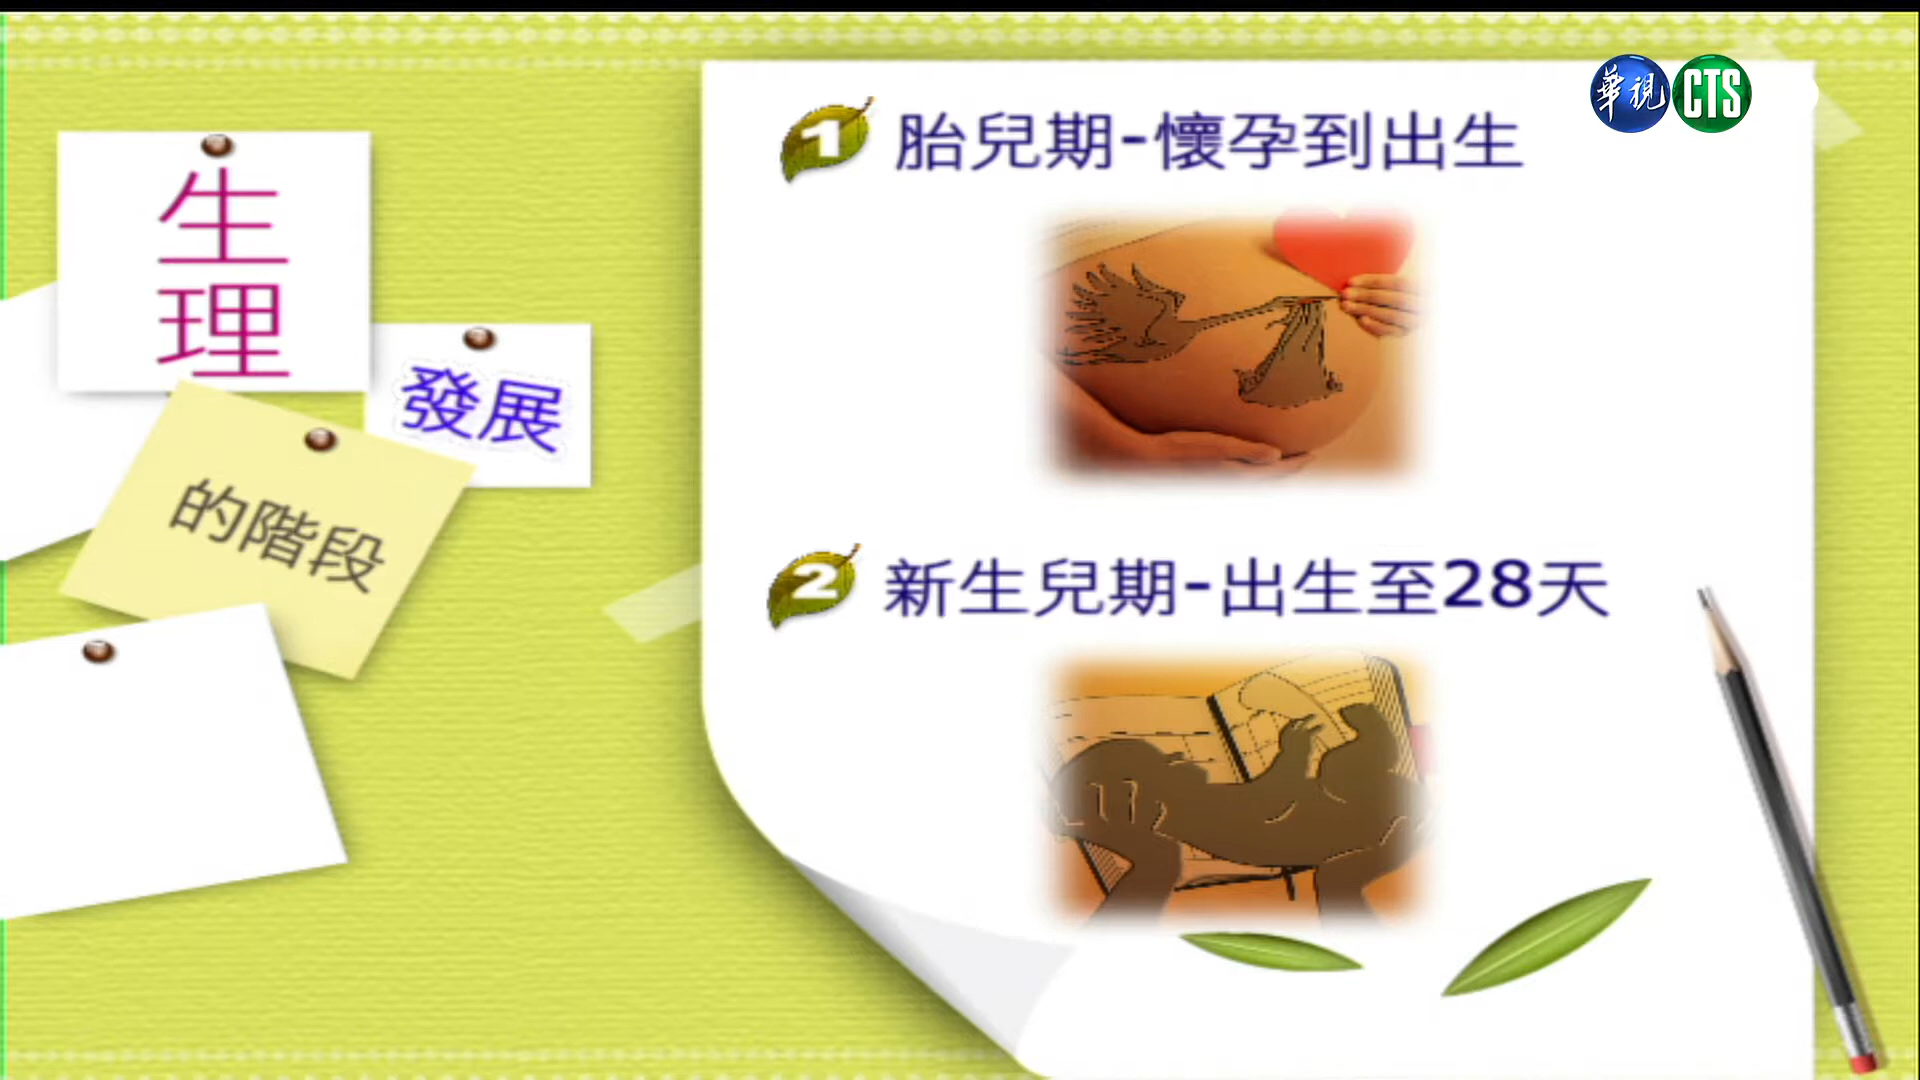 生
理
發展
的階段
華視 CTS
1 胎兒期-懷孕到出生
2 新生兒期-出生至28天